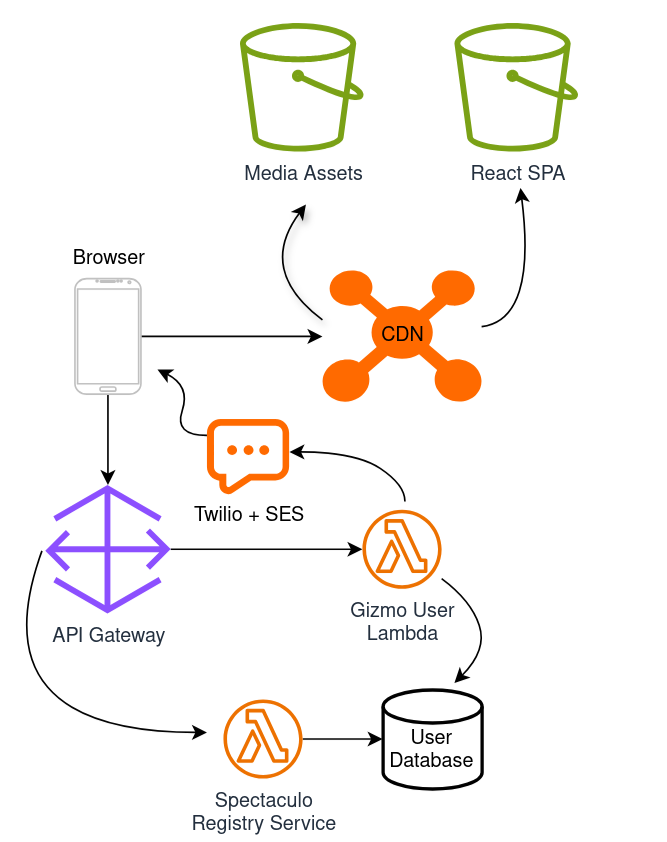 Media Assets
React SPA
Browser
CDN
Twilio + SES
Gizmo User
Lambda
API Gateway
User
Database
Spectaculo
Registry Service